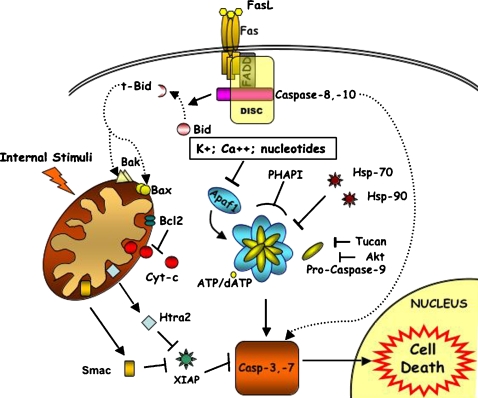 FasL
Fas
FADD
t-Bid
Caspase-8,-10
DISC
Bid
K+; Ca++; nucleotides
Internal Stimuli
Bak
PHAPI
Hsp-70
Bax
Apaf1
Hsp-90
Bcl2
Tucan
Akt
Cyt-c
Pro-Caspase-9
ATP/dATP
NUCLEUS
Htra2
Cell
Death
Smac
XIAP
Casp-3,-7